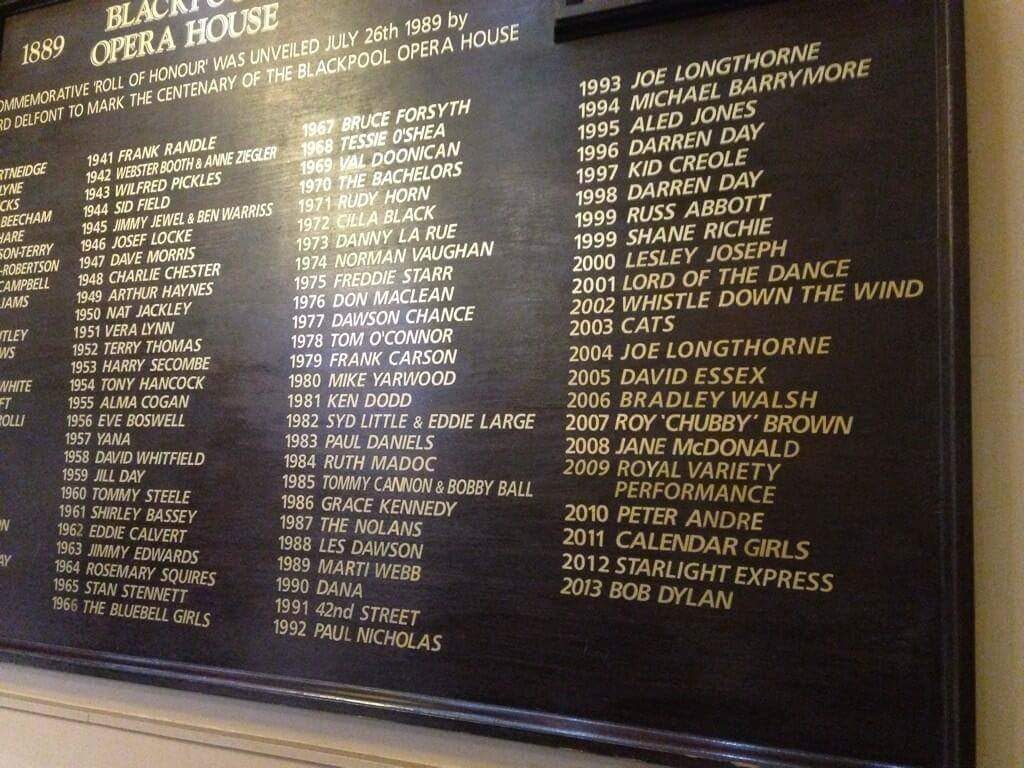 1889
OPERA HOUSE
'ROLL OF HONOUR' WAS UNVEILED JULY 26th 1989 by
DELFONT TO MARK THE CENTENARY OF THE BLACKPOOL OPERA HOUSE
BEECHAM
CAMPBELL
WHITE
1941 FRANK RANDLE
1942 WEBSTER BOOTH & ANNE ZIEGLER
1943 WILFRED PICKLES
1944 SID FIELD
1945 JIMMY JEWEL & BEN WARRISS
1946 JOSEF LOCKE
1947 DAVE MORRIS
1948 CHARLIE CHESTER
1949 ARTHUR HAYNES
1950 NAT JACKLEY
1951 VERA LYNN
1952 TERRY THOMAS
1953 HARRY SECOMBE
1954 TONY HANCOCK
1955 ALMA COGAN
1956 EVE BOSWELL
1957 YANA
1958 DAVID WHITFIELD
1959 JILL DAY
1960 TOMMY STEELE
1961 SHIRLEY BASSEY
1962 EDDIE CALVERT
1963 JIMMY EDWARDS
1964 ROSEMARY SQUIRES
1965 STAN STENNETT
1966 THE BLUEBELL GIRLS
1967 BRUCE FORSYTH
1968 TESSIE O'SHEA
1969 VAL DOONICAN
1970 THE BACHELORS
1971 RUDY HORN
1972 CILLA BLACK
1973 DANNY LA RUE
1974 NORMAN VAUGHAN
1975 FREDDIE STARR
1976 DON MACLEAN
1977 DAWSON CHANCE
1978 TOM O'CONNOR
1979 FRANK CARSON
1980 MIKE YARWOOD
1981 KEN DODD
1982 SYD LITTLE & EDDIE LARGE
1983 PAUL DANIELS
1984 RUTH MADOC
1985 TOMMY CANNON & BOBBY BALL
1986 GRACE KENNEDY
1987 THE NOLANS
1988 LES DAWSON
1989 MARTI WEBB
1990 DANA
1991 42nd STREET
1992 PAUL NICHOLAS
1993 JOE LONGTHORNE
1994 MICHAEL BARRYMORE
1995 ALED JONES
1996 DARREN DAY
1997 KID CREOLE
1998 DARREN DAY
1999 RUSS ABBOTT
1999 SHANE RICHIE
2000 LESLEY JOSEPH
2001 LORD OF THE DANCE
2002 WHISTLE DOWN THE WIND
2003 CATS
2004 JOE LONGTHORNE
2005 DAVID ESSEX
2006 BRADLEY WALSH
2007 ROY 'CHUBBY' BROWN
2008 JANE McDONALD
2009 ROYAL VARIETY
PERFORMANCE
2010 PETER ANDRE
2011 CALENDAR GIRLS
2012 STARLIGHT EXPRESS
2013 BOB DYLAN